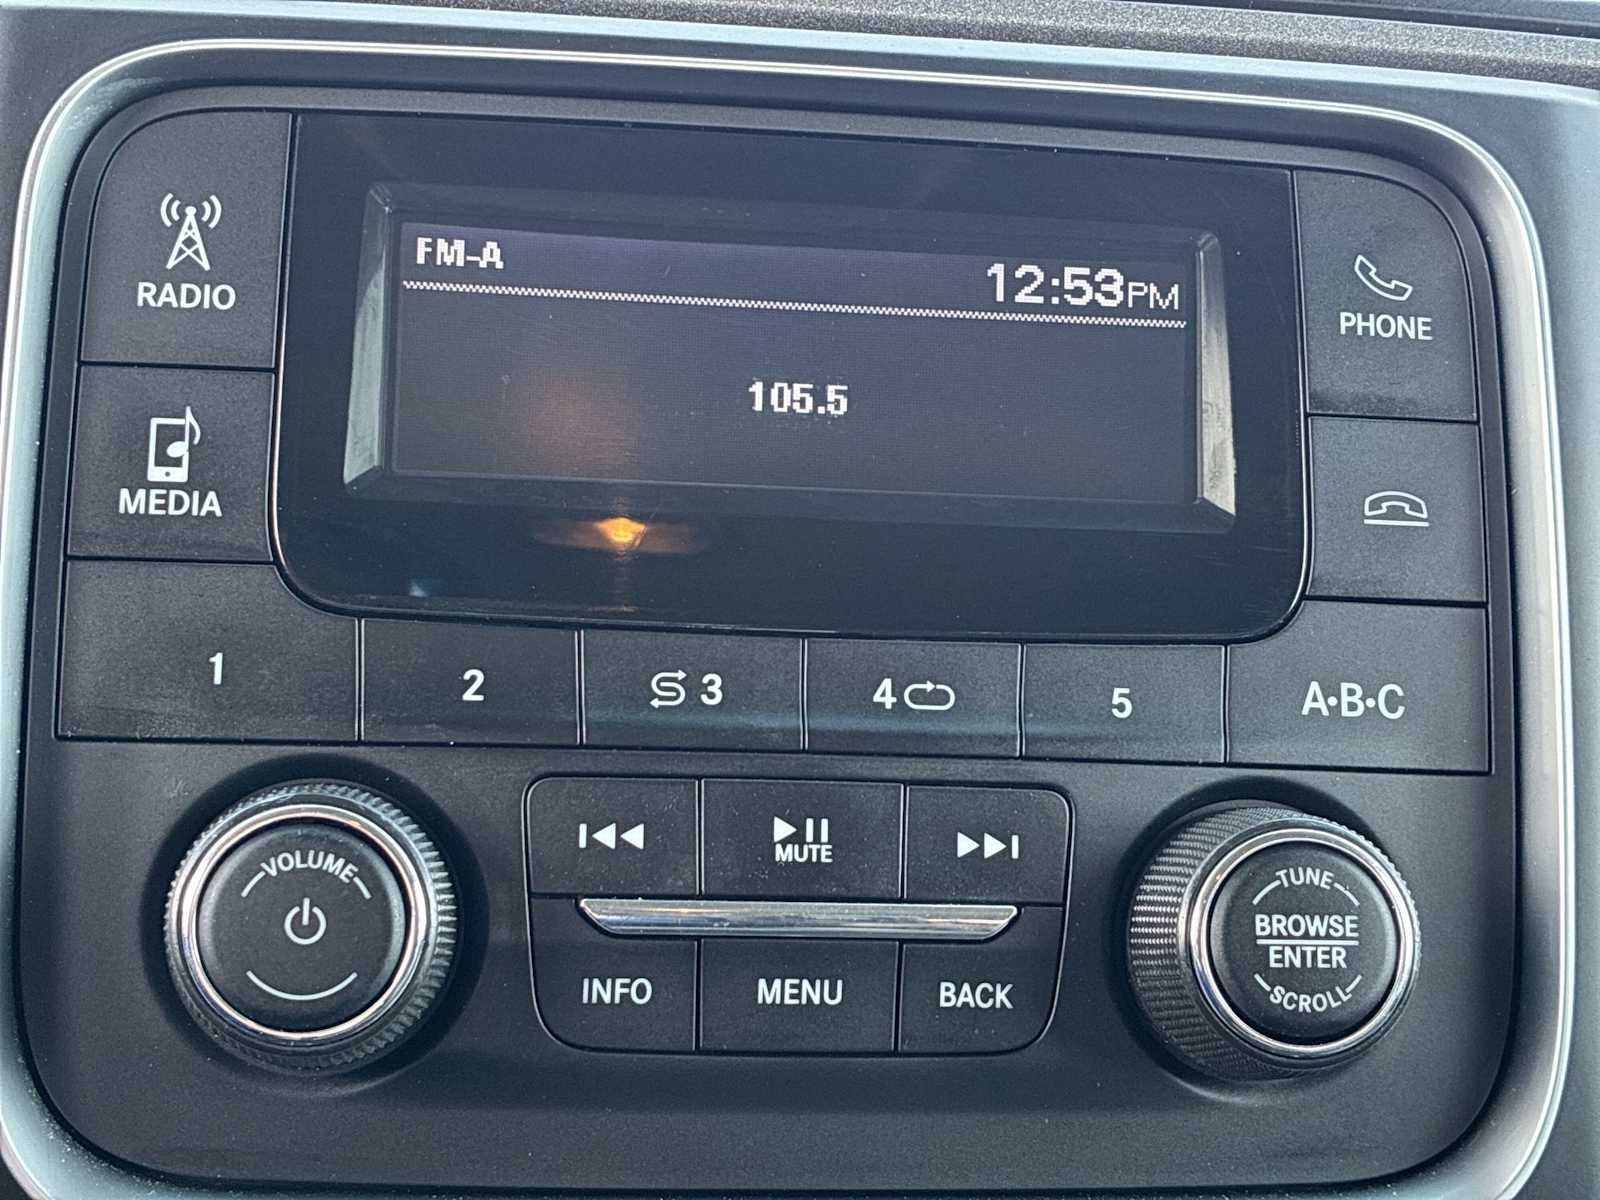 FM-A
12:53PM
105.5
RADIO
MEDIA
PHONE
1
2
3
4
5
A·B·C
VOLUME
MUTE
INFO
MENU
BACK
TUNE
BROWSE
ENTER
SCROLL